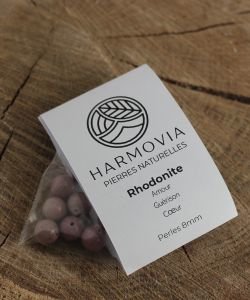 HARMOVIA
PIERRES NATURELLES
Rhodonite
Amour
Guérison
Cœur
Perles 8mm